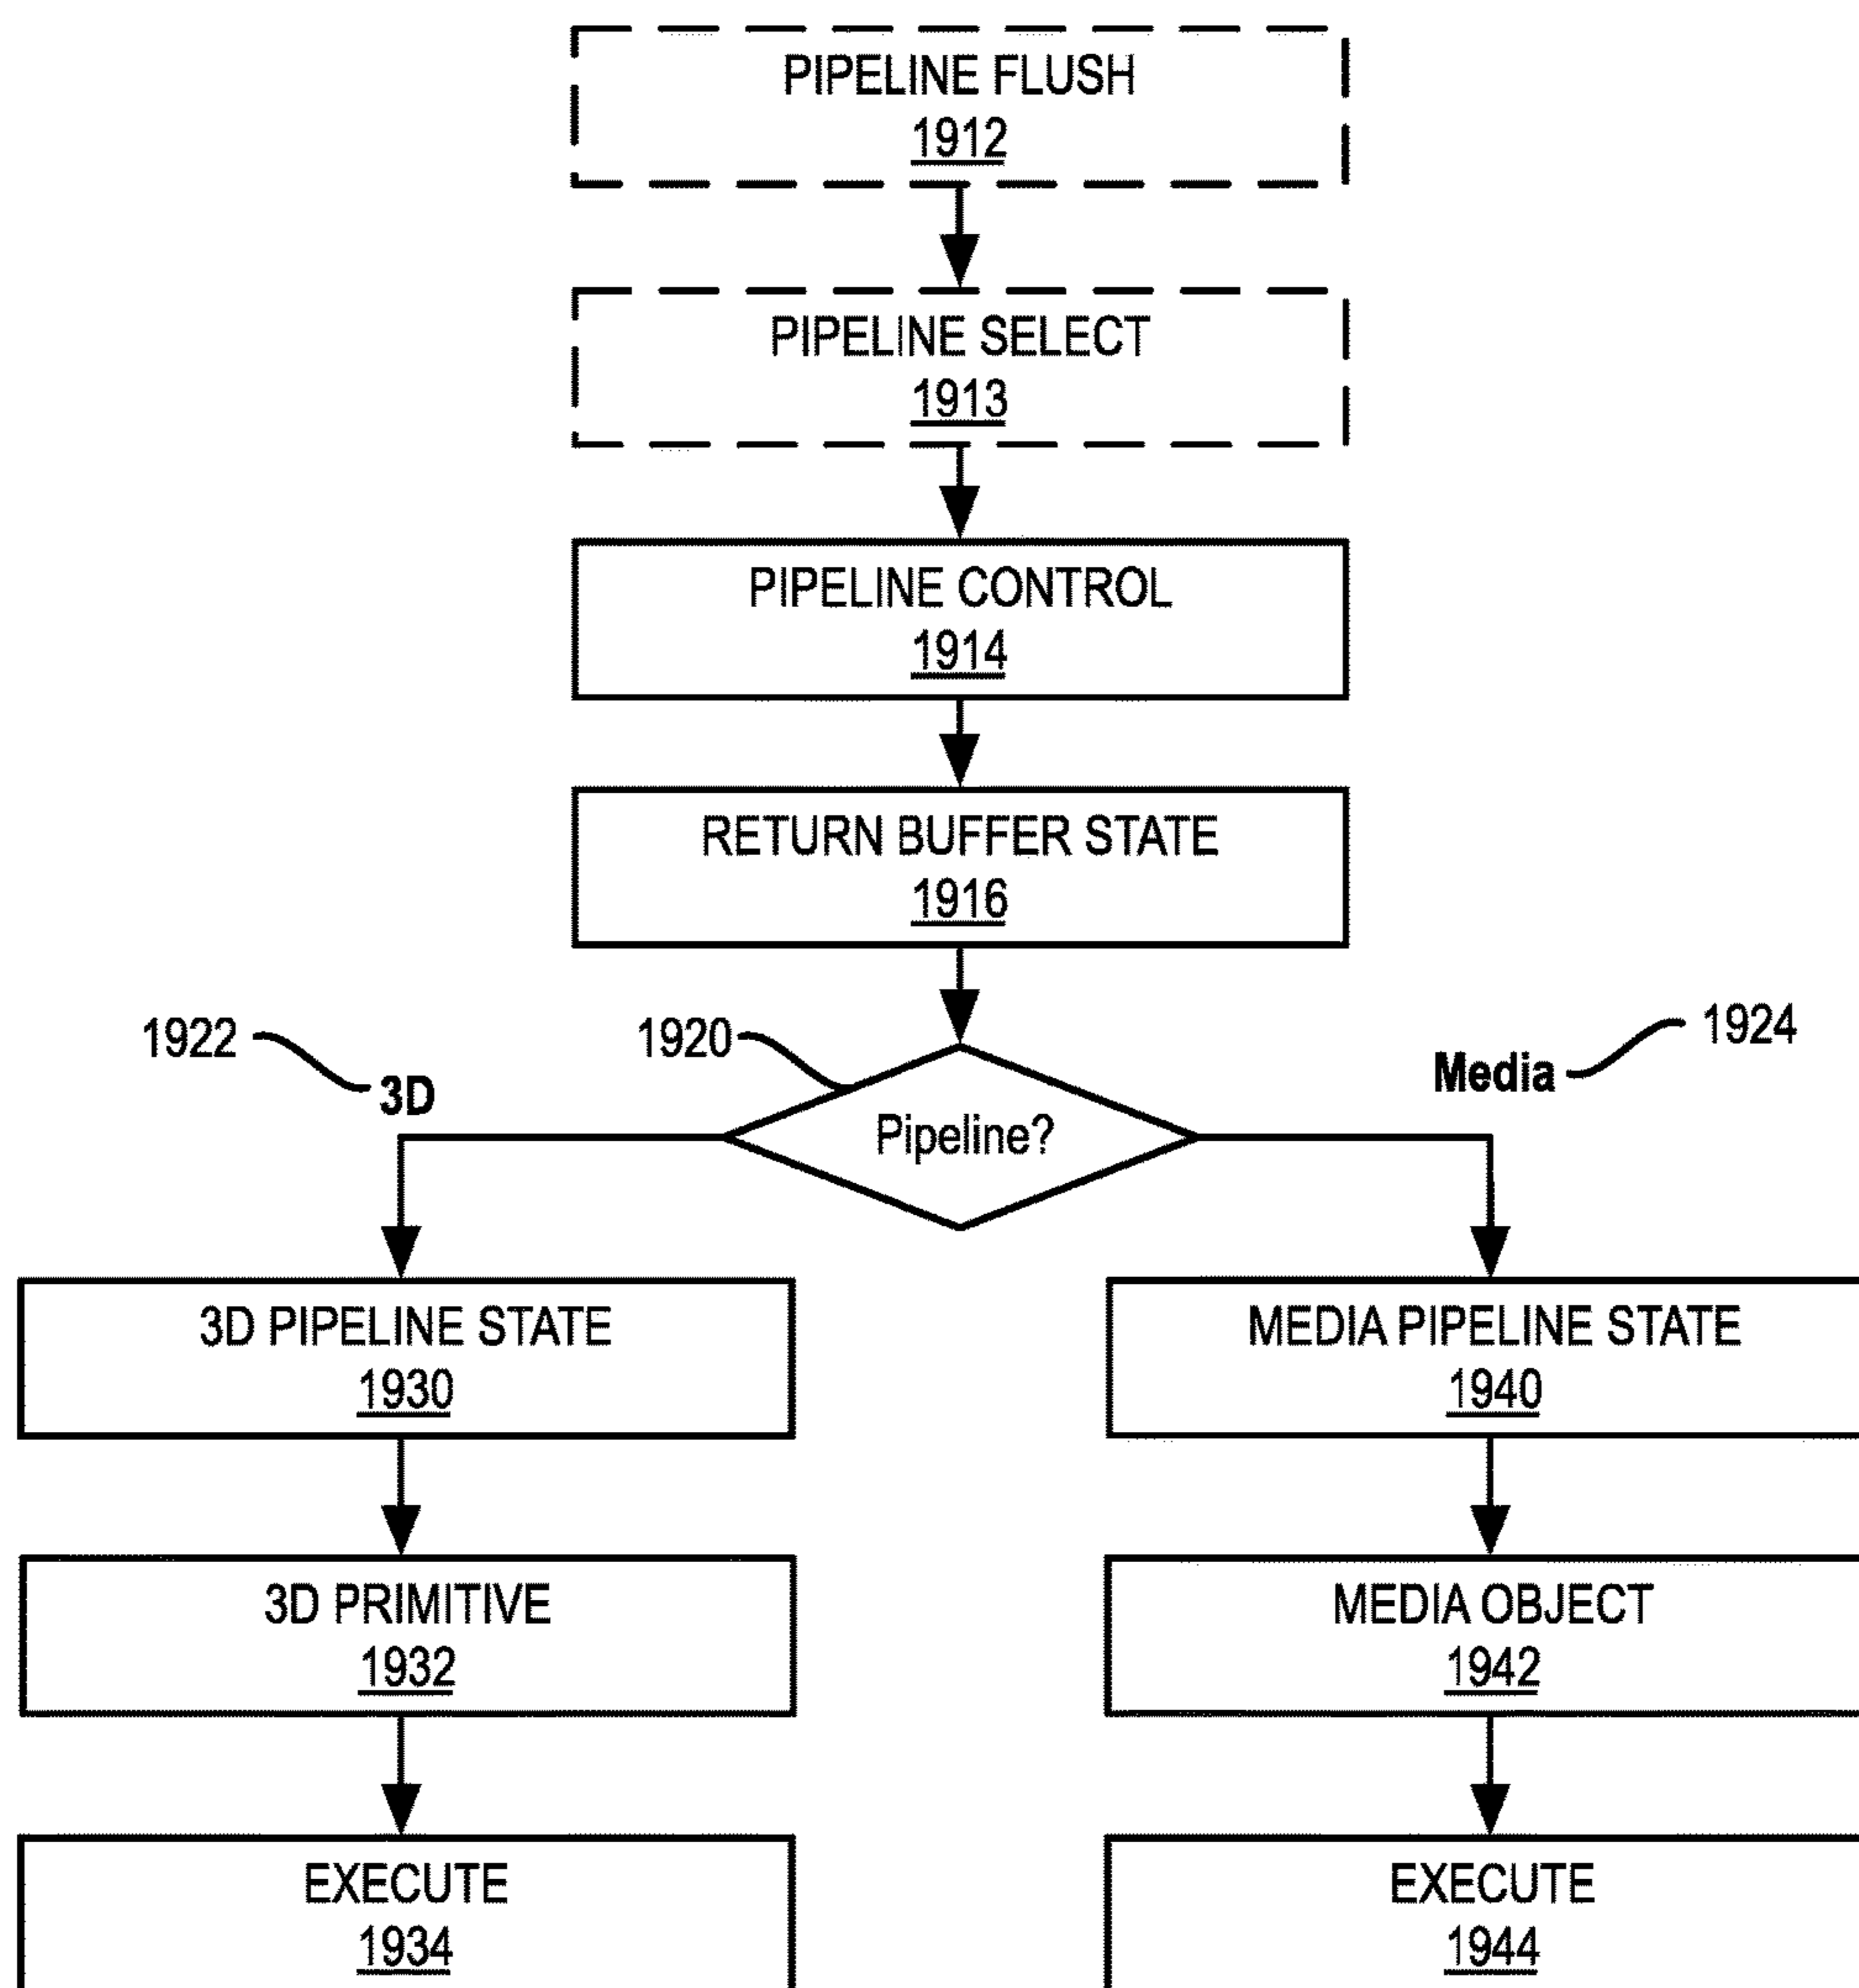 PIPELINE FLUSH
1912
PIPELINE SELECT
1913
PIPELINE CONTROL
1914
RETURN BUFFER STATE
1916
1922
3D
1920
Pipeline?
Media
1924
3D PIPELINE STATE
1930
MEDIA PIPELINE STATE
1940
3D PRIMITIVE
1932
MEDIA OBJECT
1942
EXECUTE
1934
EXECUTE
1944